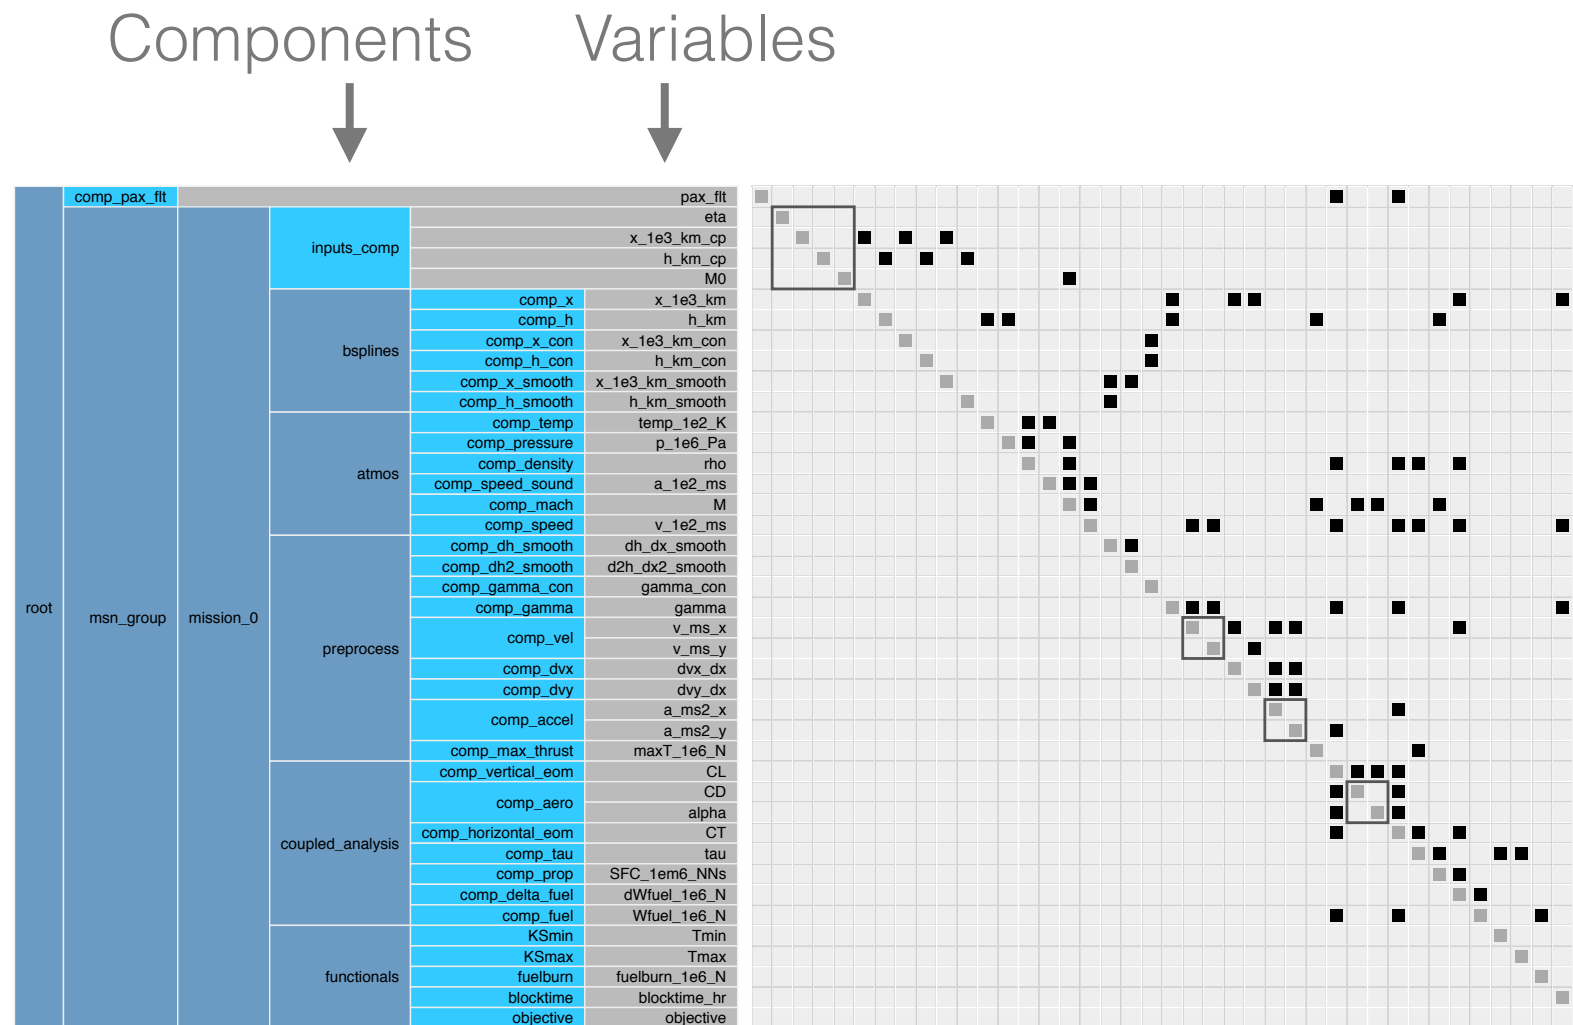 Components Variables
comp_pax_flt pax_flt
eta
x_1e3_km_cp
inputs_comp
h_km_cp
M0
comp_x x_1e3_km
comp_h h_km
comp_x_con x_1e3_km_con
bsplines
comp_h_con h_km_con
comp_x_smooth x_1e3_km_smooth
comp_h_smooth h_km_smooth
comp_temp temp_1e2_K
comp_pressure p_1e6_Pa
comp_density rho
atmos
comp_speed_sound a_1e2_ms
comp_mach M
comp_speed v_1e2_ms
comp_dh_smooth dh_dx_smooth
comp_dh2_smooth d2h_dx2_smooth
comp_gamma_con gamma_con
root
comp_gamma gamma
msn_group mission_0
v_ms_x
comp_vel
preprocess
v_ms_y
comp_dvx dvx_dx
comp_dvy dvy_dx
a_ms2_x
comp_accel
a_ms2_y
comp_max_thrust maxT_1e6_N
comp_vertical_eom CL
CD
comp_aero
alpha
comp_horizontal_eom CT
coupled_analysis
comp_tau tau
comp_prop SFC_1em6_NNs
comp_delta_fuel dWfuel_1e6_N
comp_fuel Wfuel_1e6_N
KSmin Tmin
KSmax Tmax
functionals fuelburn fuelburn_1e6_N
blocktime blocktime_hr
objective objective